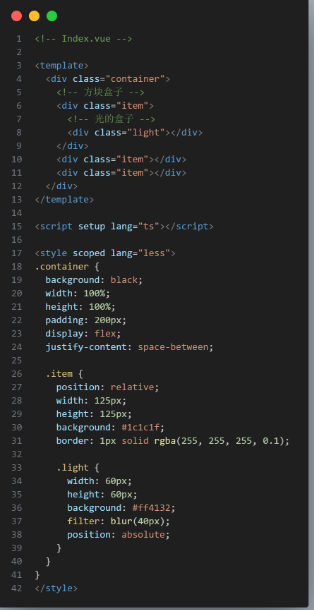 1 <!-- Index.vue -->
2
3 <template>
4   <div class="container">
5     <!-- 方块盒子 -->
6     <div class="item">
7       <!-- 光的盒子 -->
8       <div class="light"></div>
9     </div>
10     <div class="item"></div>
11     <div class="item"></div>
12   </div>
13 </template>
14
15 <script setup lang="ts"></script>
16
17 <style scoped lang="less">
18 .container {
19   background: black;
20   width: 100%;
21   height: 100%;
22   padding: 200px;
23   display: flex;
24   justify-content: space-between;
25
26   .item {
27     position: relative;
28     width: 125px;
29     height: 125px;
30     background: #1c1c1f;
31     border: 1px solid rgba(255, 255, 255, 0.1);
32
33     .light {
34       width: 60px;
35       height: 60px;
36       background: #ff4132;
37       filter: blur(40px);
38       position: absolute;
39     }
40   }
41 }
42 </style>